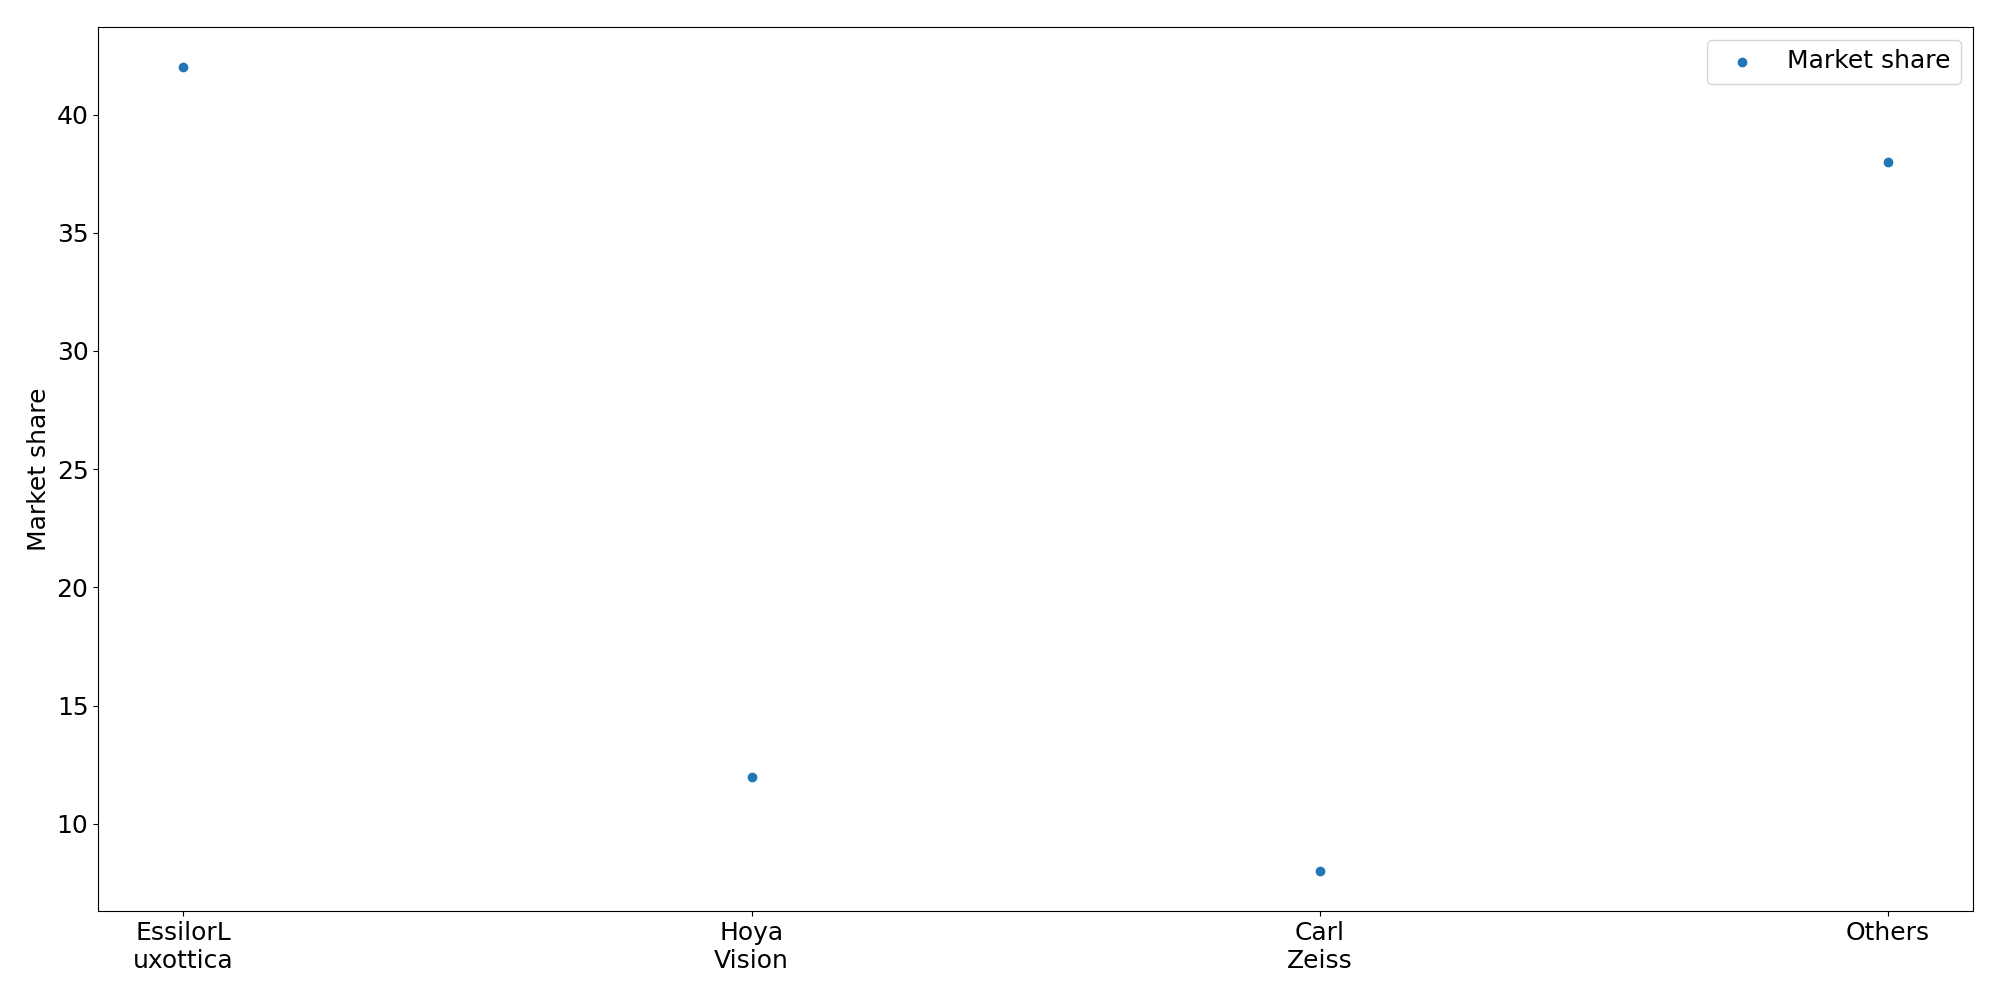 Market share
40
35
30
25
20
15
10
Market share
EssilorL
uxottica
Hoya
Vision
Carl
Zeiss
Others